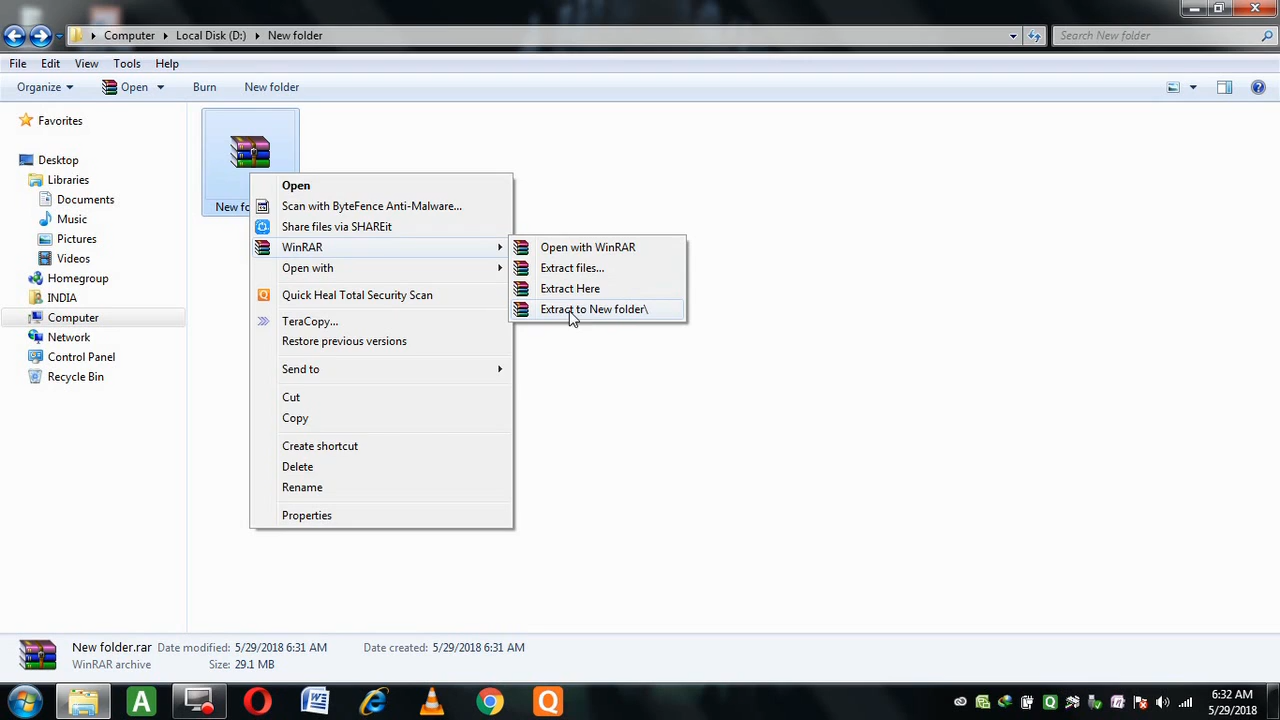 Computer
Local Disk (D:)
New folder
Search New folder
File
Edit
View
Tools
Help
Organize
Open
Burn
New folder
Favorites
Desktop
Libraries
Documents
Music
Pictures
Videos
Homegroup
INDIA
Computer
Network
Control Panel
Recycle Bin
New fo
Open
Scan with ByteFence Anti-Malware...
Share files via SHAREit
WinRAR
Open with
Quick Heal Total Security Scan
TeraCopy...
Restore previous versions
Send to
Cut
Copy
Create shortcut
Delete
Rename
Properties
Open with WinRAR
Extract files...
Extract Here
Extract to New folder\
New folder.rar Date modified: 5/29/2018 6:31 AM Date created: 5/29/2018 6:31 AM
WinRAR archive Size: 29.1 MB
A
W
Q
Q
6:32 AM
5/29/2018